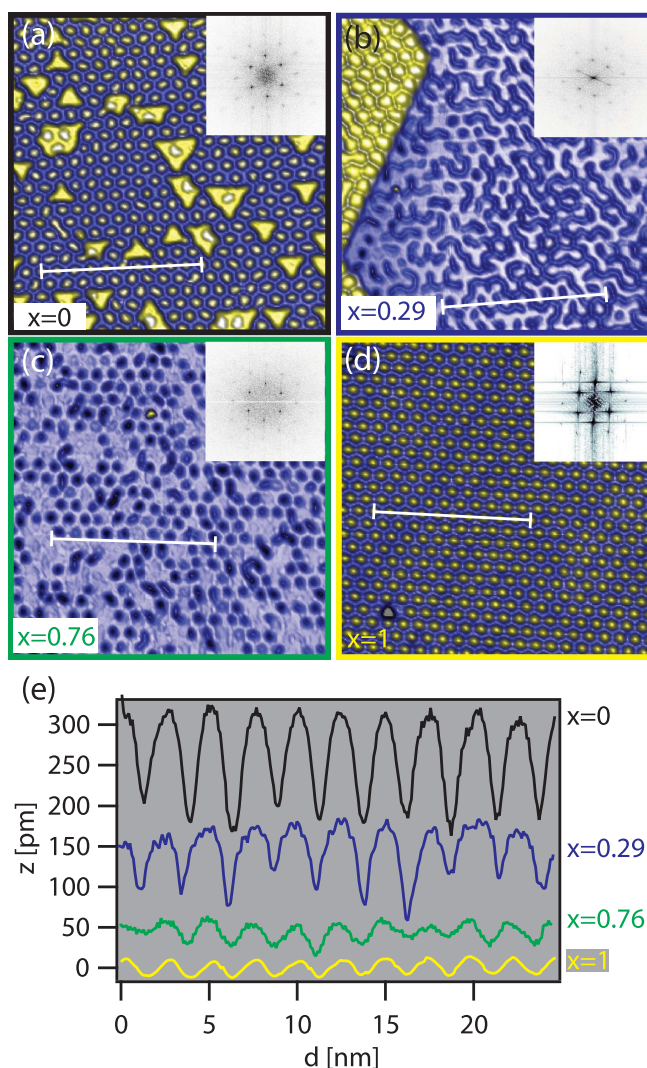 (a)
x=0
(b)
x=0.29
(c)
x=0.76
(d)
x=1
(e)
z [pm]
300
250
200
150
100
50
0
x=0
x=0.29
x=0.76
x=1
0 5 10 15 20
d [nm]